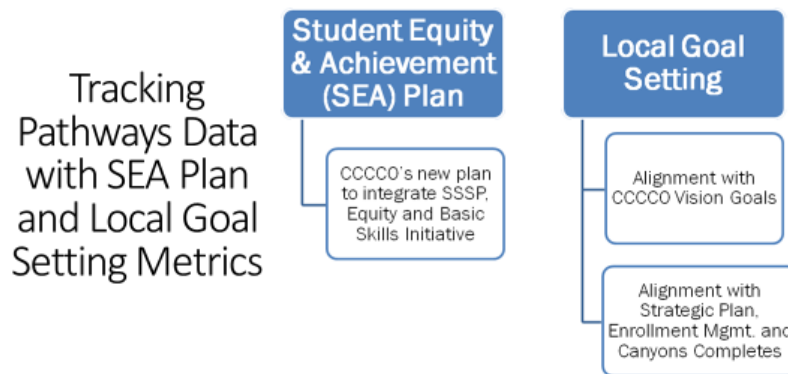 Tracking
Pathways Data
with SEA Plan
and Local Goal
Setting Metrics
Student Equity
& Achievement
(SEA) Plan
CCCCO's new plan
to integrate SSSP,
Equity and Basic
Skills Initiative
Local Goal
Setting
Alignment with
CCCCO Vision Goals
Alignment with
Strategic Plan,
Enrollment Mgmt. and
Canyons Completes